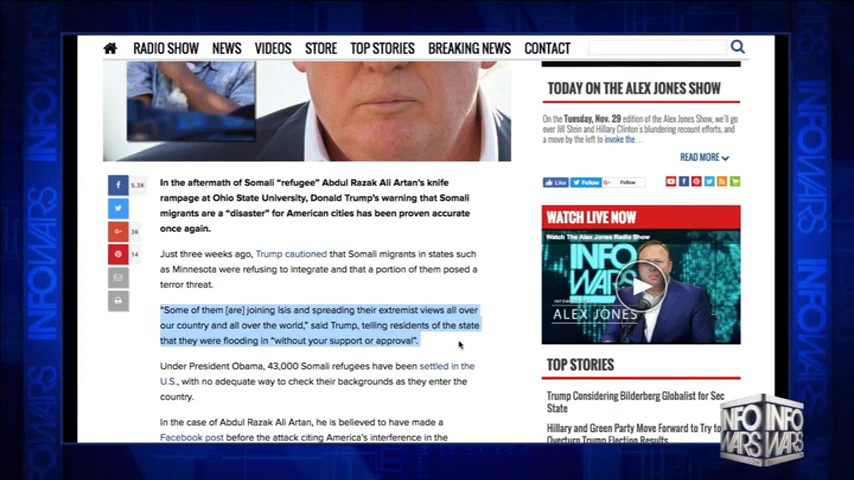 RADIO SHOW NEWS VIDEOS STORE TOP STORIES BREAKING NEWS CONTACT
In the aftermath of Somali “refugee” Abdul Razak Ali Artan’s knife
rampage at Ohio State University, Donald Trump’s warning that Somali
migrants are a “disaster” for American cities has been proven accurate
once again.
5.3K
36
14
Just three weeks ago, Trump cautioned that Somali migrants in states such
as Minnesota were refusing to integrate and that a portion of them posed a
terror threat.
“Some of them [are] joining Isis and spreading their extremist views all over
our country and all over the world,” said Trump, telling residents of the state
that they were flooding in “without your support or approval”.
Under President Obama, 43,000 Somali refugees have been settled in the
U.S., with no adequate way to check their backgrounds as they enter the
country.
In the case of Abdul Razak Ali Artan, he is believed to have made a
Facebook post before the attack citing America’s interference in the
TODAY ON THE ALEX JONES SHOW
On the Tuesday, Nov. 29 edition of the Alex Jones Show, we’ll go
over Jill Stein and Hillary Clinton’s blundering recount efforts, and
a move by the left to invoke the…
READ MORE
Like Follow Follow
WATCH LIVE NOW
Watch The Alex Jones Radio Show
INFO
WARS
ALEX JONES
TOP STORIES
Trump Considering Bilderberg Globalist for Sec
State
Hillary and Green Party Move Forward to Try to
Overturn Trump Election Results
INFOWARS
INFOWARS
INFO
WARS
INFO
WARS